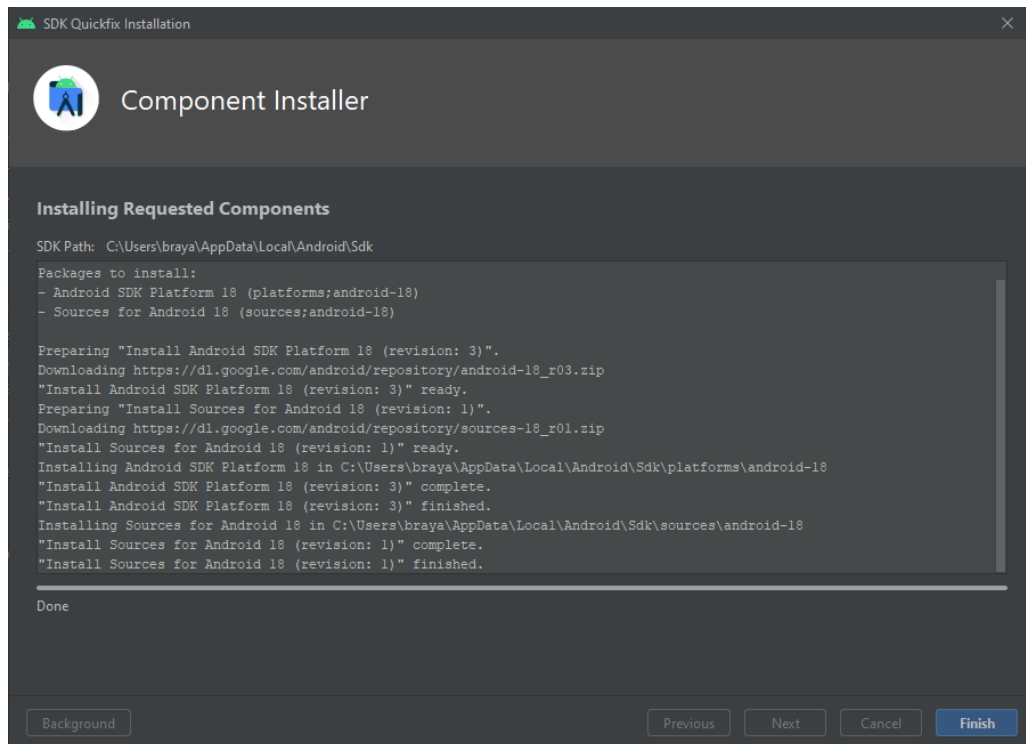 SDK Quickfix Installation
Component Installer
Installing Requested Components
SDK Path: C:\Users\braya\AppData\Local\Android\Sdk
Packages to install:
- Android SDK Platform 18 (platforms;android-18)
- Sources for Android 18 (sources;android-18)
Preparing "Install Android SDK Platform 18 (revision: 3)".
Downloading https://dl.google.com/android/repository/android-18_r03.zip
"Install Android SDK Platform 18 (revision: 3)" ready.
Preparing "Install Sources for Android 18 (revision: 1)".
Downloading https://dl.google.com/android/repository/sources-18_r01.zip
"Install Sources for Android 18 (revision: 1)" ready.
Installing Android SDK Platform 18 in C:\Users\braya\AppData\Local\Android\Sdk\platforms\android-18
"Install Android SDK Platform 18 (revision: 3)" complete.
"Install Android SDK Platform 18 (revision: 3)" finished.
Installing Sources for Android 18 in C:\Users\braya\AppData\Local\Android\Sdk\sources\android-18
"Install Sources for Android 18 (revision: 1)" complete.
"Install Sources for Android 18 (revision: 1)" finished.
Done
Background Previous Next Cancel Finish